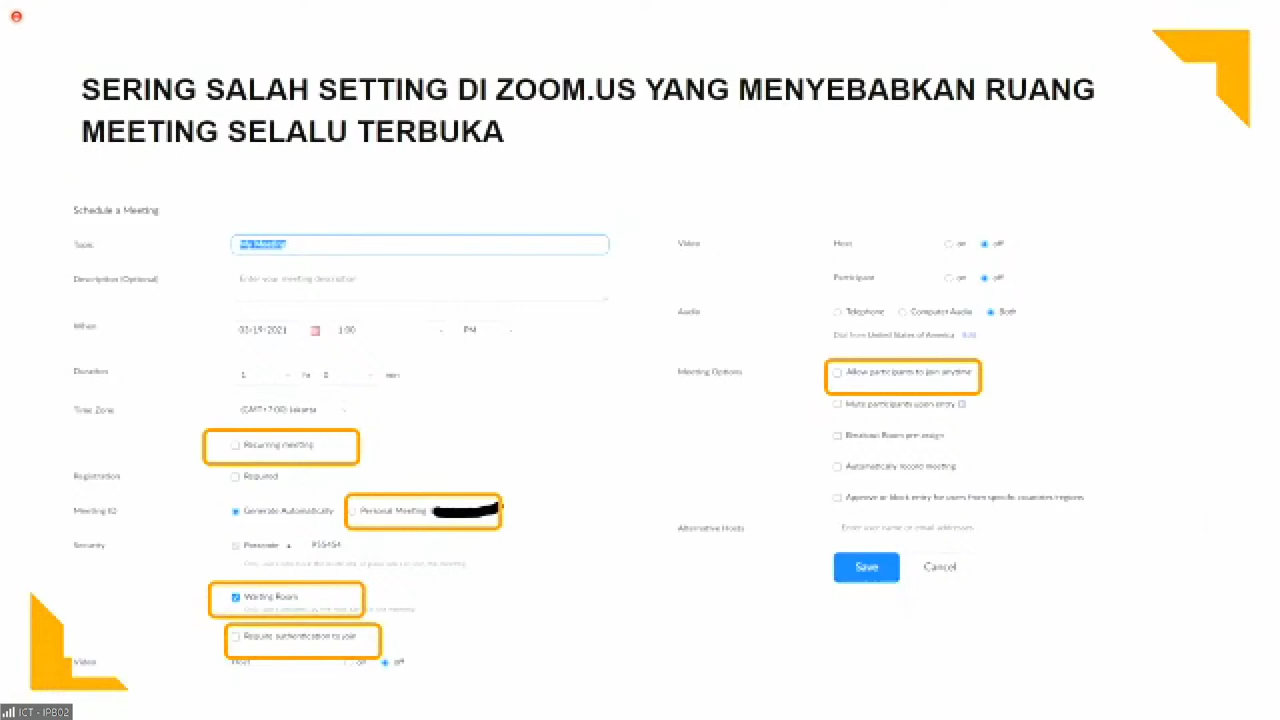 SERING SALAH SETTING DI ZOOM.US YANG MENYEBABKAN RUANG
MEETING SELALU TERBUKA
Schedule a Meeting
Topic
My Meeting
Description (Optional)
Enter your meeting description
When
03/19/2021
1:00
PM
Duration
1
hr
0
min
Time Zone
(GMT+7:00) Jakarta
Recurring meeting
Registration
Required
Meeting ID
Generate Automatically
Personal Meeting
Security
Passcode
Waiting Room
Require authentication to join
Video
Host
on
off
Video
Host
on
off
Participant
on
off
Audio
Telephone
Computer Audio
Both
Dial from United States of America Edit
Meeting Options
Allow participants to join anytime
Mute participants upon entry
Breakout Room pre-assign
Automatically record meeting
Approve or block entry for users from specific countries/regions
Alternative Hosts
Enter user name or email addresses
Save
Cancel
ICT - IPB02